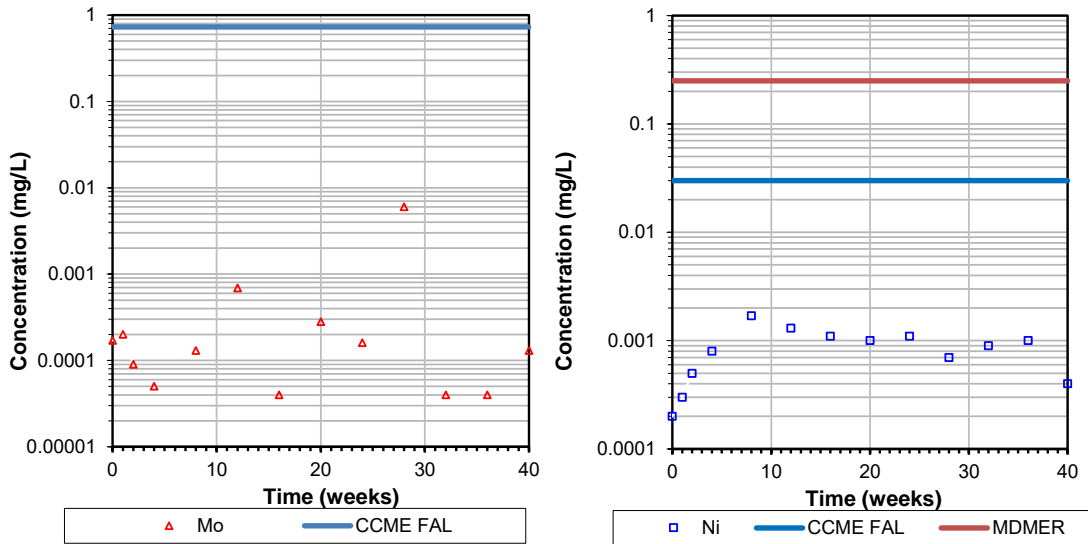 1
0.1
0.01
0.001
0.0001
0.00001
Concentration (mg/L)
0 10 20 30 40
Time (weeks)
Mo CCME FAL
1
0.1
0.01
0.001
0.0001
Concentration (mg/L)
0 10 20 30 40
Time (weeks)
Ni CCME FAL MDMER